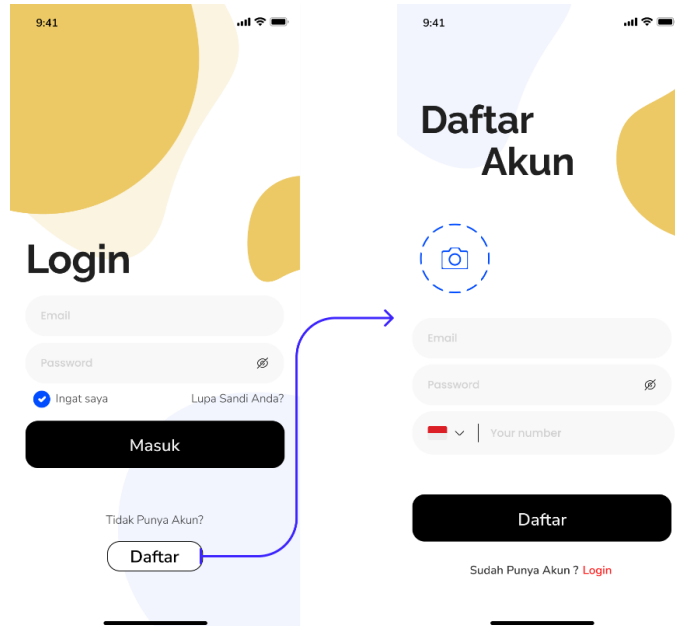 9:41
Login
Email
Password
Ingat saya
Lupa Sandi Anda?
Masuk
Tidak Punya Akun?
Daftar
9:41
Daftar
Akun
Email
Password
Your number
Daftar
Sudah Punya Akun ? Login